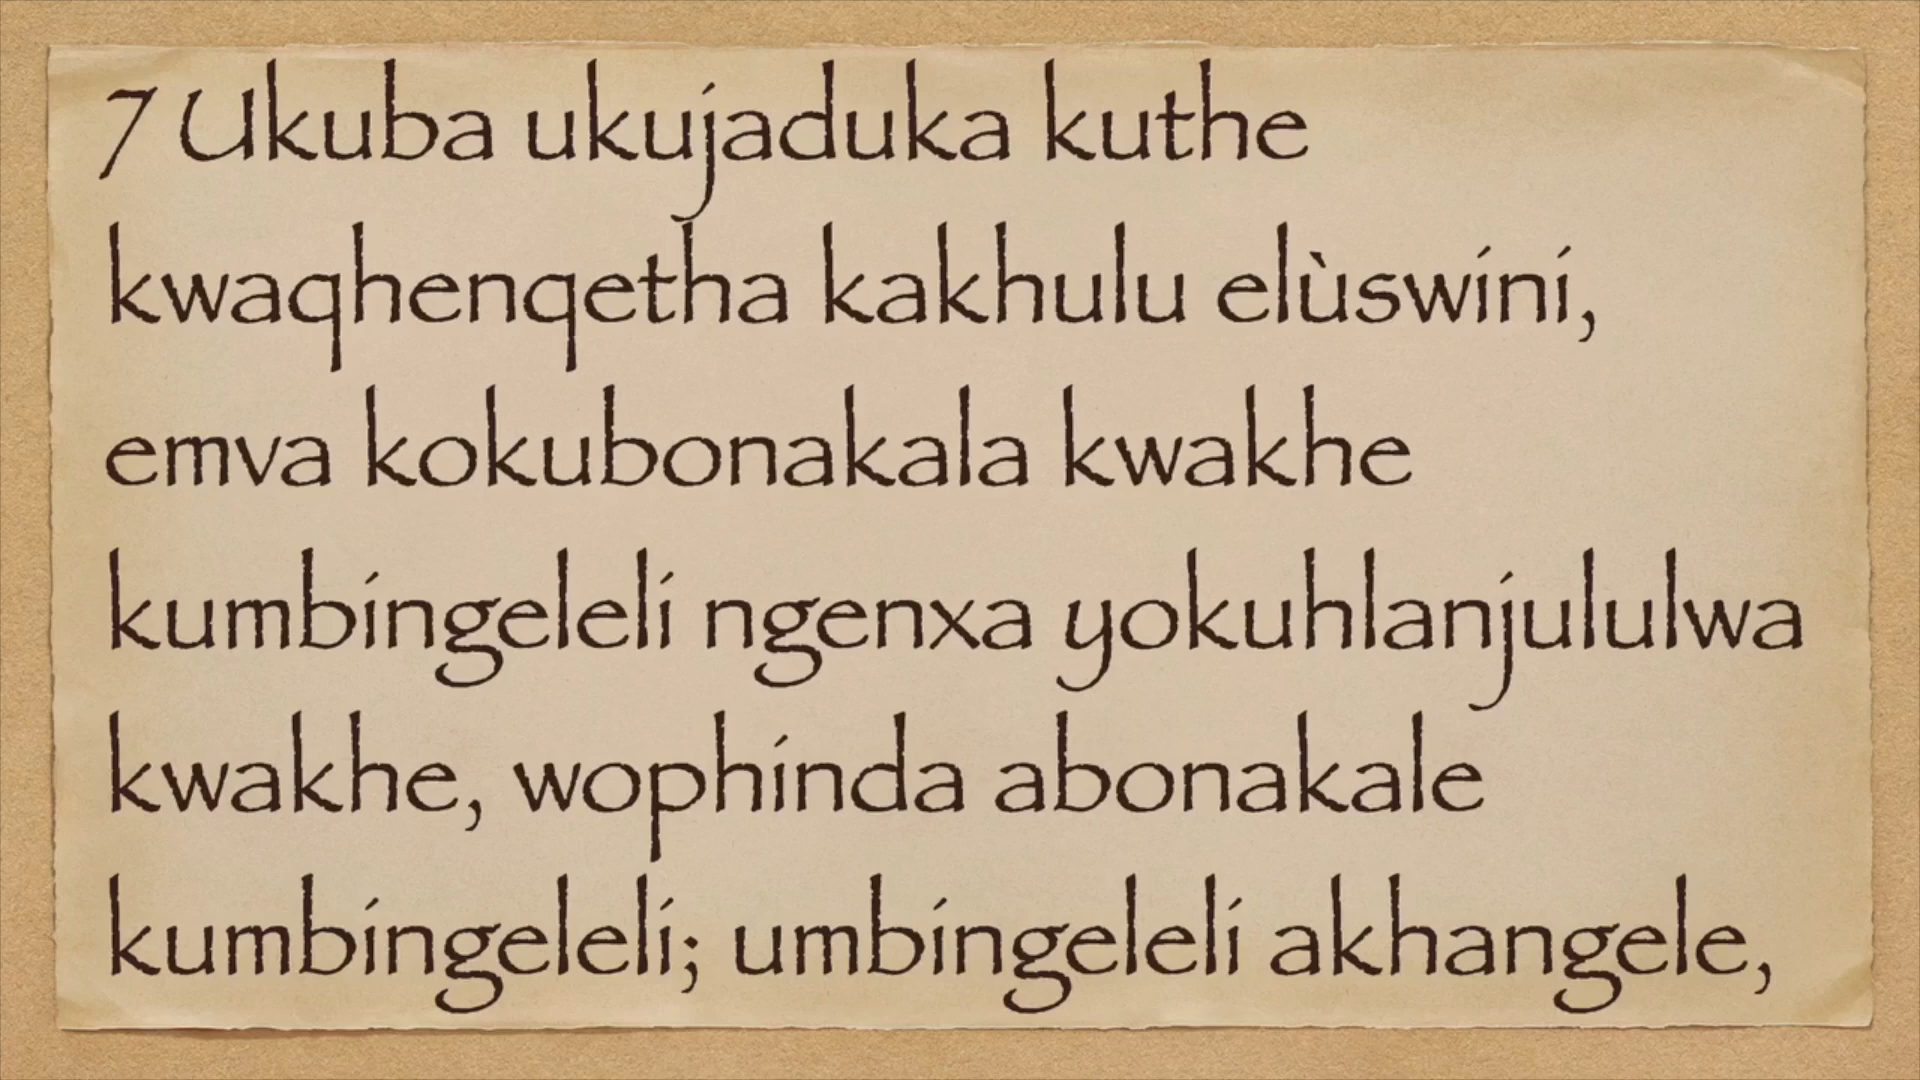 7 Ukuba ukujaduka kuthe
kwaqhenqetha kakhulu elùswini,
emva kokubonakala kwakhe
kumbingeleli ngenxa yokuhlanjululwa
kwakhe, wophinda abonakale
kumbingeleli; umbingeleli akhangele,